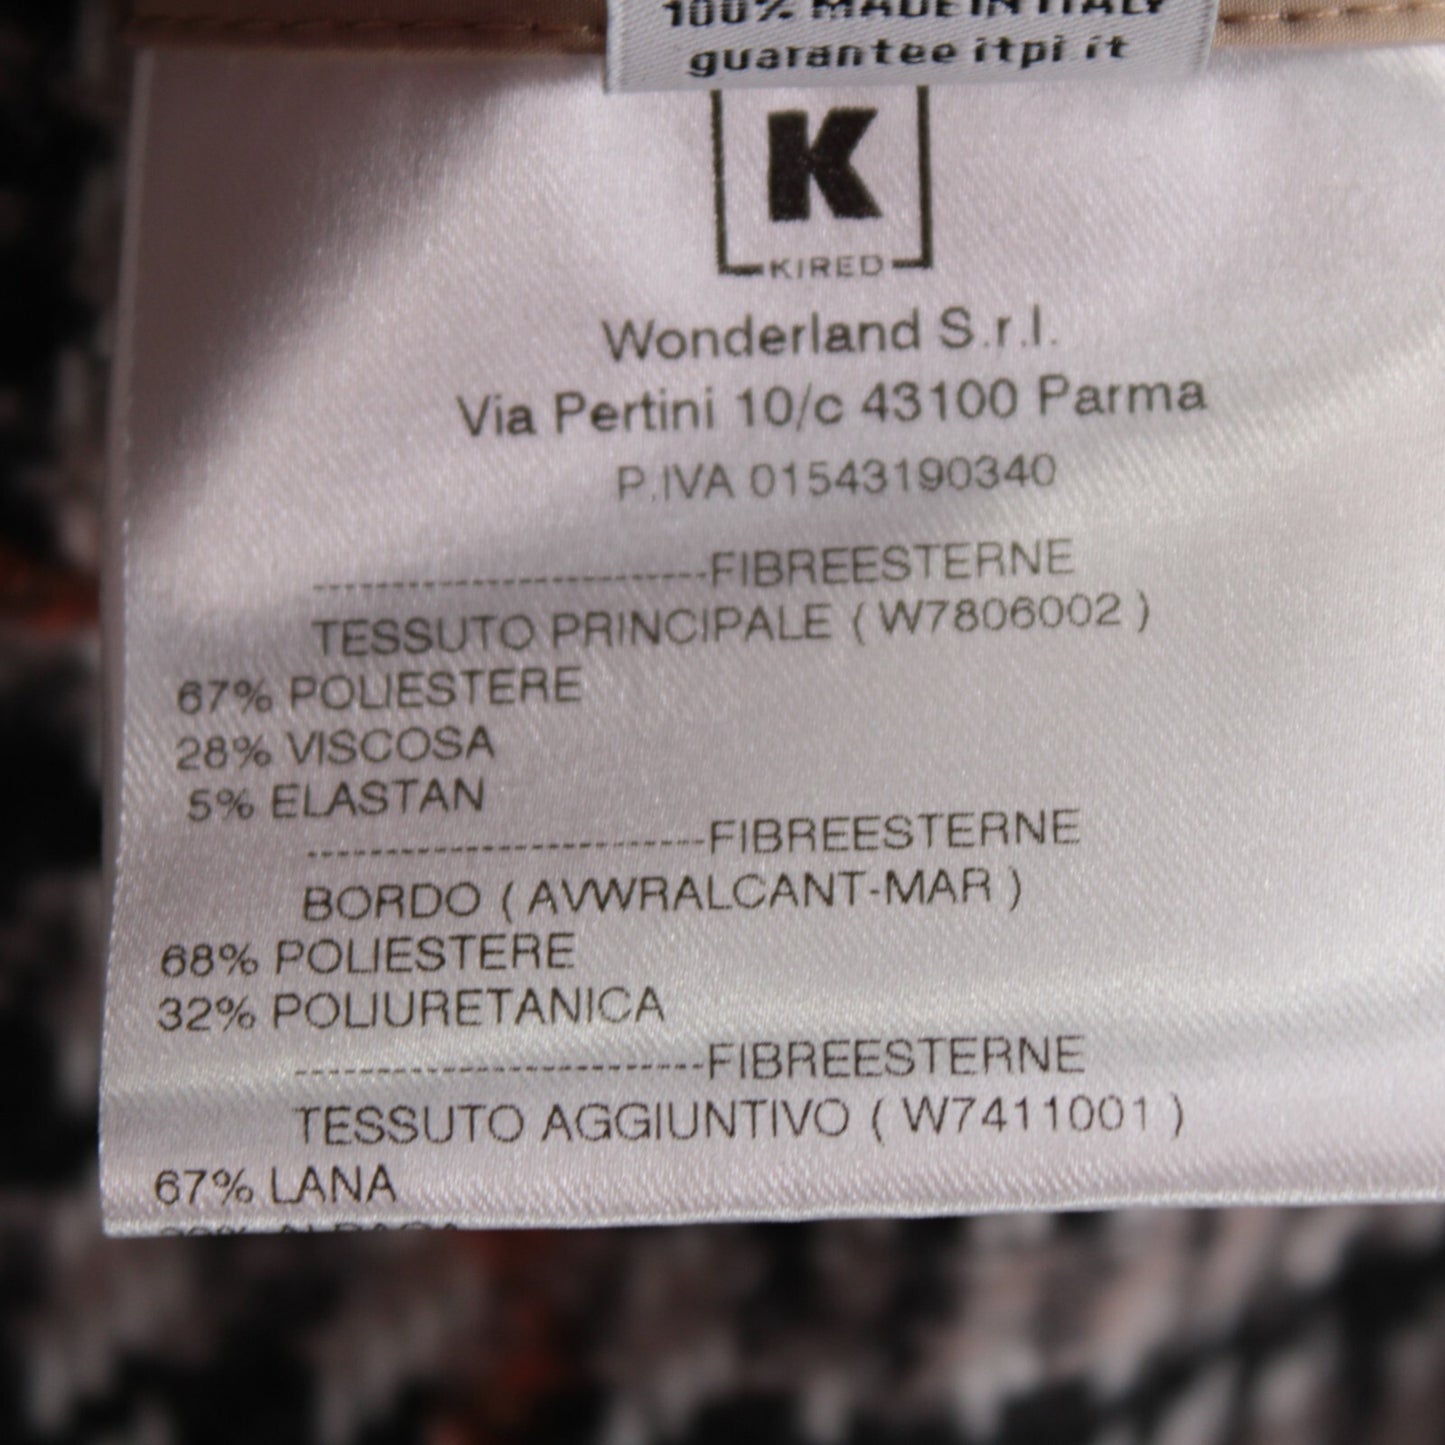 100% MADE IN ITALY
guarantee itpi it
K
KIRED
Wonderland S.r.l.
Via Pertini 10/c 43100 Parma
P.IVA 01543190340
-------------------------FIBREESTERNE
TESSUTO PRINCIPALE ( W7806002 )
67% POLIESTERE
28% VISCOSA
5% ELASTAN
-------------------------FIBREESTERNE
BORDO ( AVWRALCANT-MAR )
68% POLIESTERE
32% POLIURETANICA
-------------------------FIBREESTERNE
TESSUTO AGGIUNTIVO ( W7411001 )
67% LANA
ALPACA